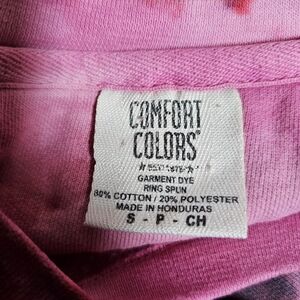 COMFORT
COLORS®
GARMENT DYE
RING SPUN
80% COTTON / 20% POLYESTER
MADE IN HONDURAS
S - P - CH